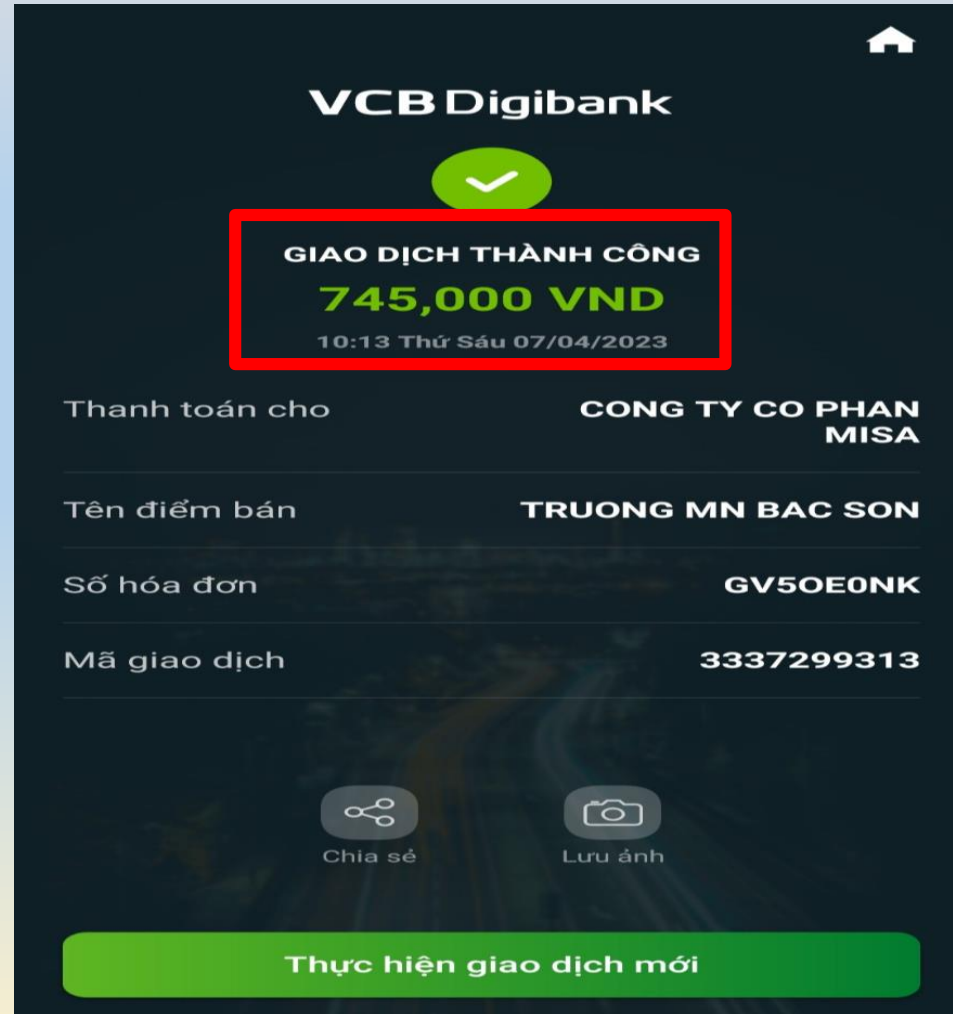 VCB Digibank
GIAO DỊCH THÀNH CÔNG
745,000 VND
10:13 Thứ Sáu 07/04/2023
Thanh toán cho CONG TY CO PHAN
MISA
Tên điểm bán TRUONG MN BAC SON
Số hóa đơn GV5OE0NK
Mã giao dịch 3337299313
Chia sẻ Lưu ảnh
Thực hiện giao dịch mới